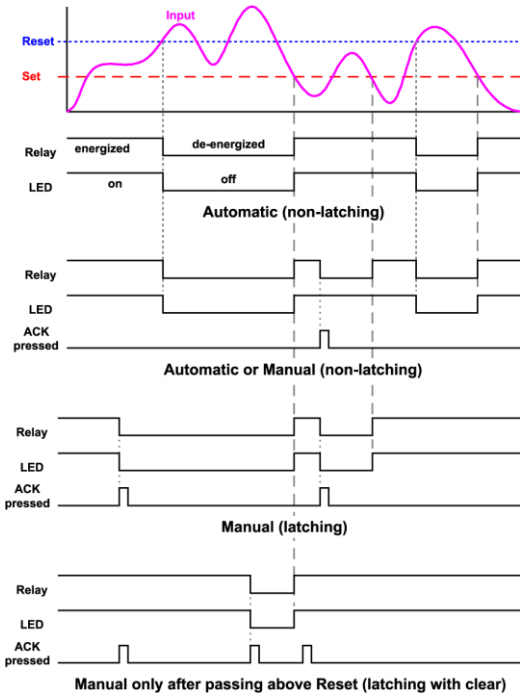 Input
Reset
Set
energized
de-energized
Relay
on
off
LED
Automatic (non-latching)
Relay
LED
ACK
pressed
Automatic or Manual (non-latching)
Relay
LED
ACK
pressed
Manual (latching)
Relay
LED
ACK
pressed
Manual only after passing above Reset (latching with clear)